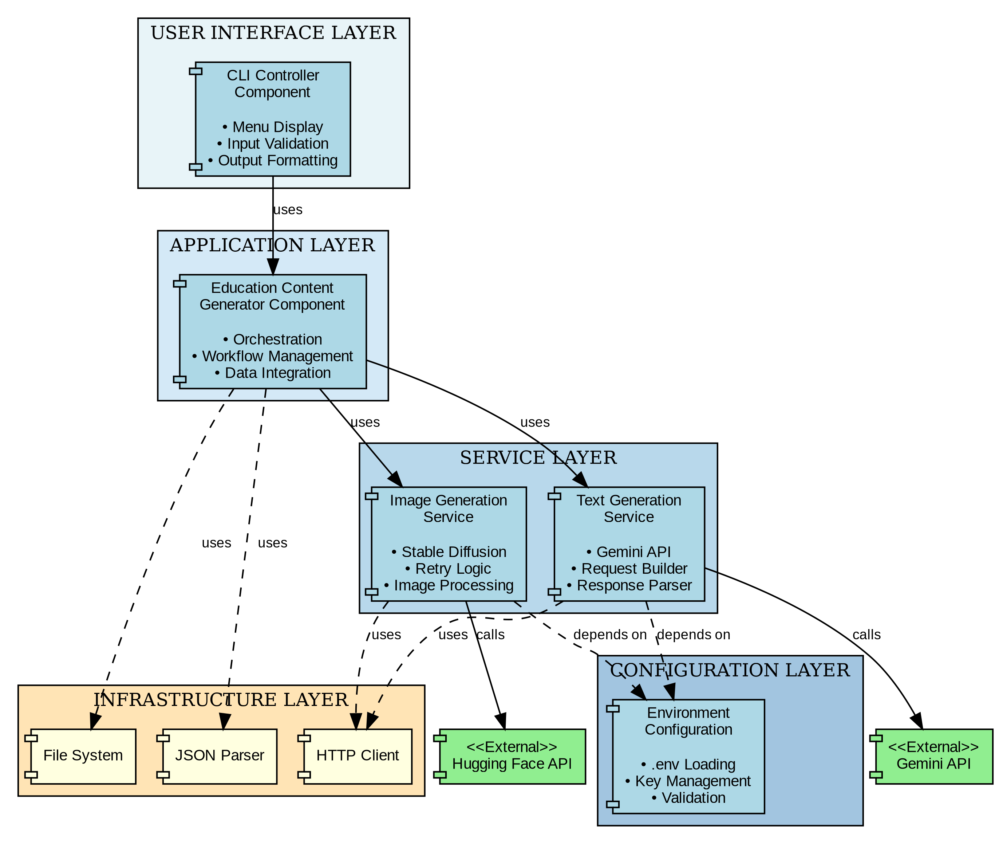 USER INTERFACE LAYER
CLI Controller
Component
• Menu Display
• Input Validation
• Output Formatting
uses
APPLICATION LAYER
Education Content
Generator Component
• Orchestration
• Workflow Management
• Data Integration
uses
uses
uses
uses
SERVICE LAYER
Image Generation
Service
• Stable Diffusion
• Retry Logic
• Image Processing
Text Generation
Service
• Gemini API
• Request Builder
• Response Parser
uses
uses
calls
depends on
depends on
calls
INFRASTRUCTURE LAYER
File System
JSON Parser
HTTP Client
<<External>>
Hugging Face API
CONFIGURATION LAYER
Environment
Configuration
• .env Loading
• Key Management
• Validation
<<External>>
Gemini API